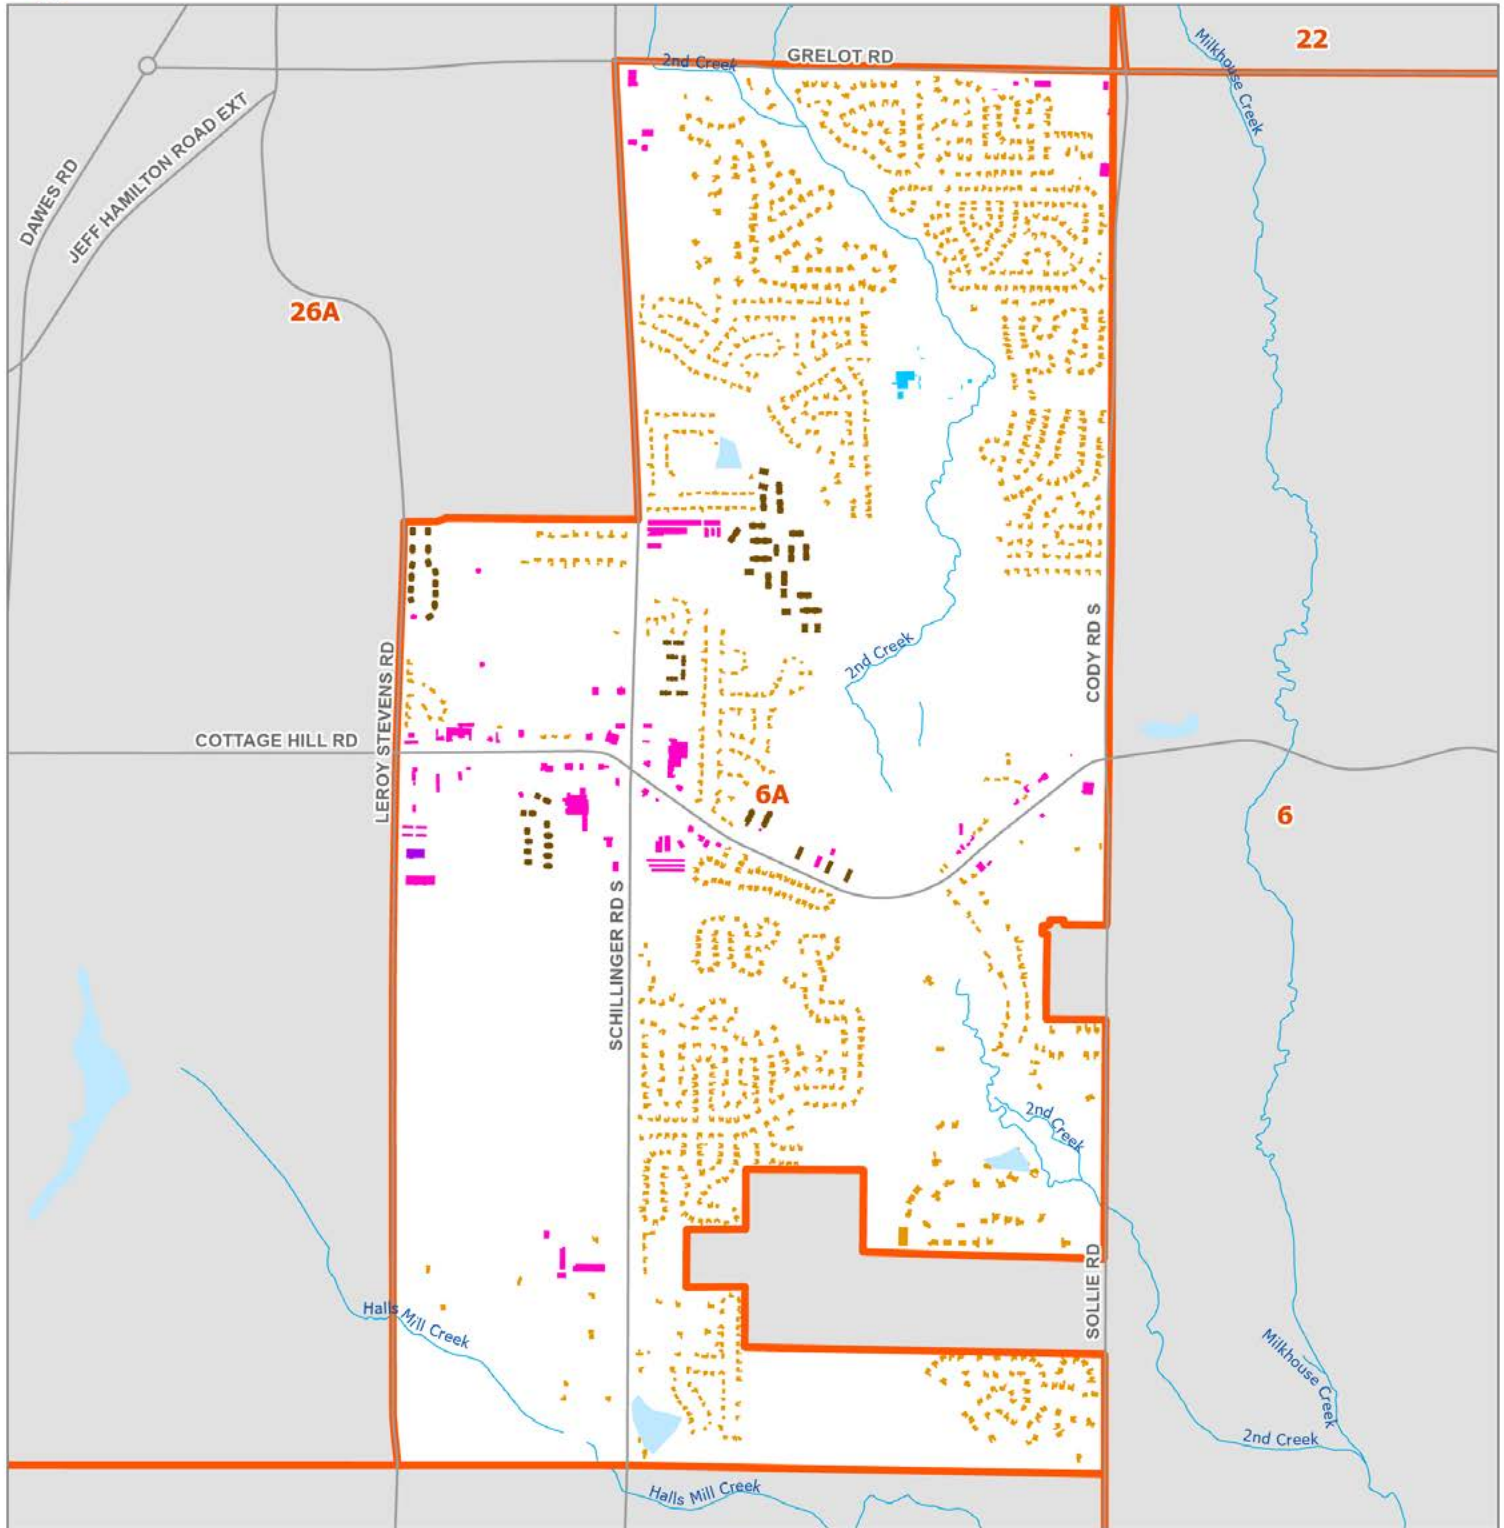 22
Milkhouse Creek
GRELOT RD
2nd Creek
JEFF HAMILTON ROAD EXT
DAWES RD
26A
CODY RD S
2nd Creek
LEROY STEVENS RD
COTTAGE HILL RD
6A
6
SCHILLINGER RD S
2nd Creek
SOLLIE RD
Halls Mill Creek
Milkhouse Creek
2nd Creek
Halls Mill Creek